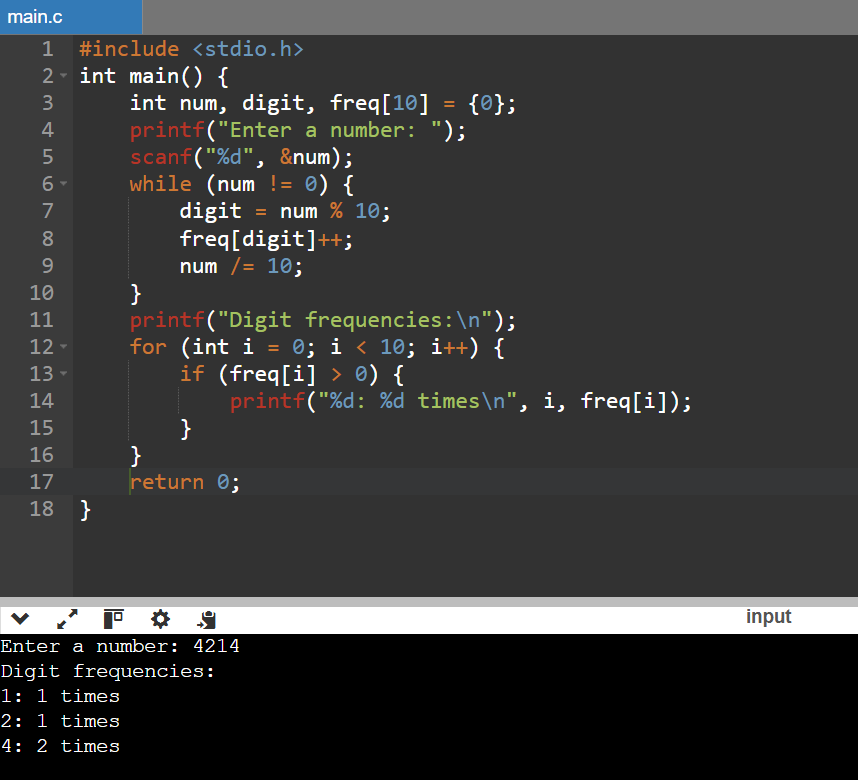 main.c
1 #include <stdio.h>
2 int main() {
3     int num, digit, freq[10] = {0};
4     printf("Enter a number: ");
5     scanf("%d", &num);
6     while (num != 0) {
7         digit = num % 10;
8         freq[digit]++;
9         num /= 10;
10     }
11     printf("Digit frequencies:\n");
12     for (int i = 0; i < 10; i++) {
13         if (freq[i] > 0) {
14             printf("%d: %d times\n", i, freq[i]);
15         }
16     }
17     return 0;
18 }
input
Enter a number: 4214
Digit frequencies:
1: 1 times
2: 1 times
4: 2 times